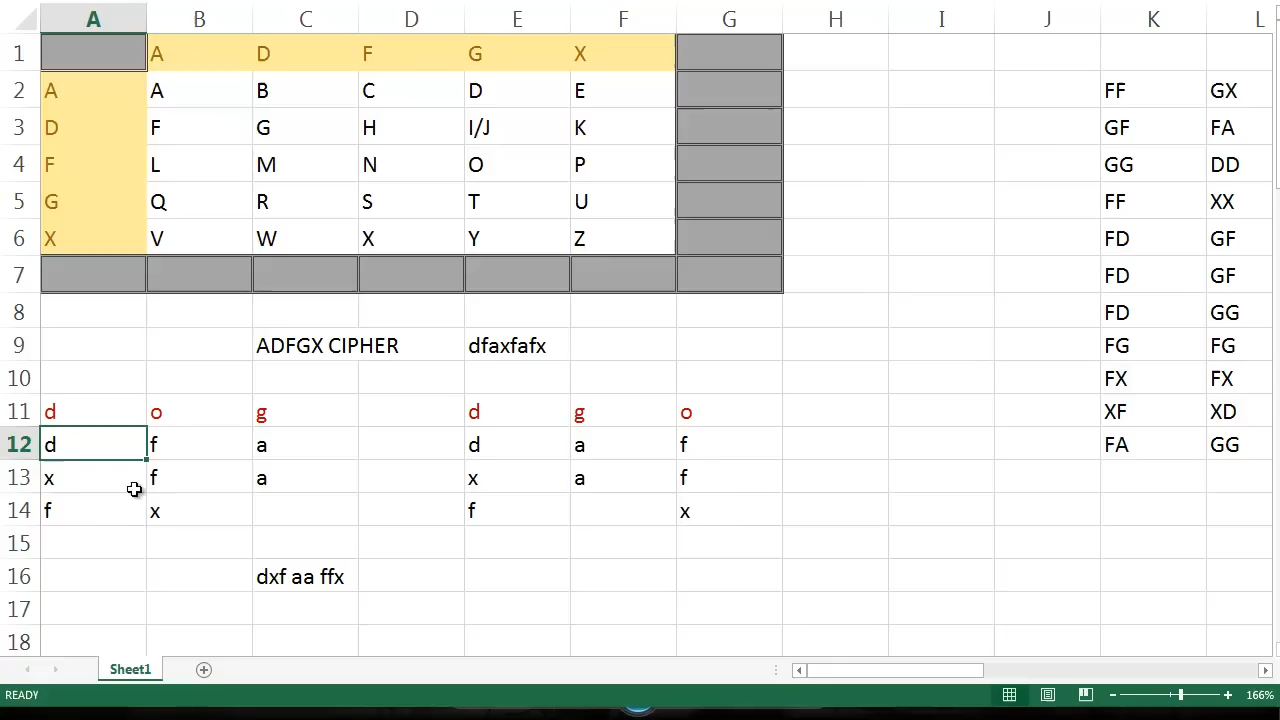 A B C D E F G H I J K L
1 A D F G X
2 A A B C D E FF GX
3 D F G H I/J K GF FA
4 F L M N O P GG DD
5 G Q R S T U FF XX
6 X V W X Y Z FD GF
7 FD GF
8 FD GG
9 ADFGX CIPHER dfaxfafx FG FG
10 FX FX
11 d o g d g o XF XD
12 d f a d a f FA GG
13 x f a x a f
14 f x f x
15
16 dxf aa ffx
17
18
Sheet1
READY 166%